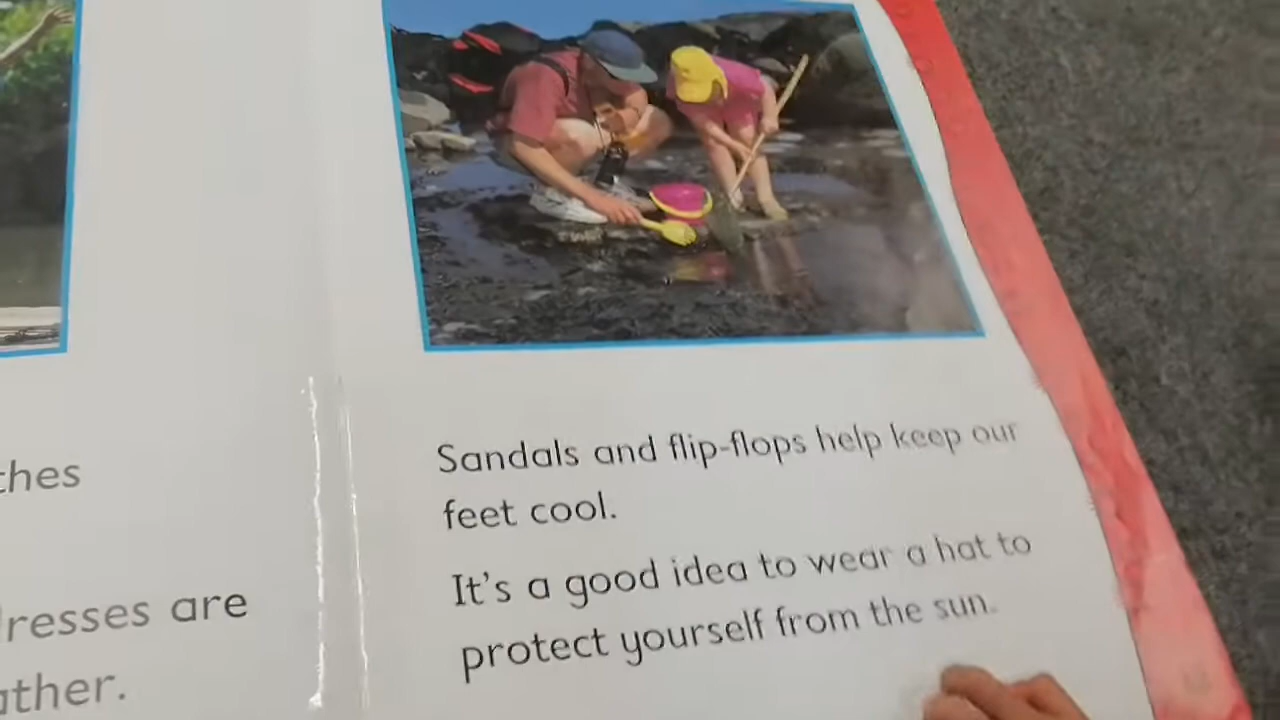 thes
resses are
ather.
Sandals and flip-flops help keep our
feet cool.
It's a good idea to wear a hat to
protect yourself from the sun.